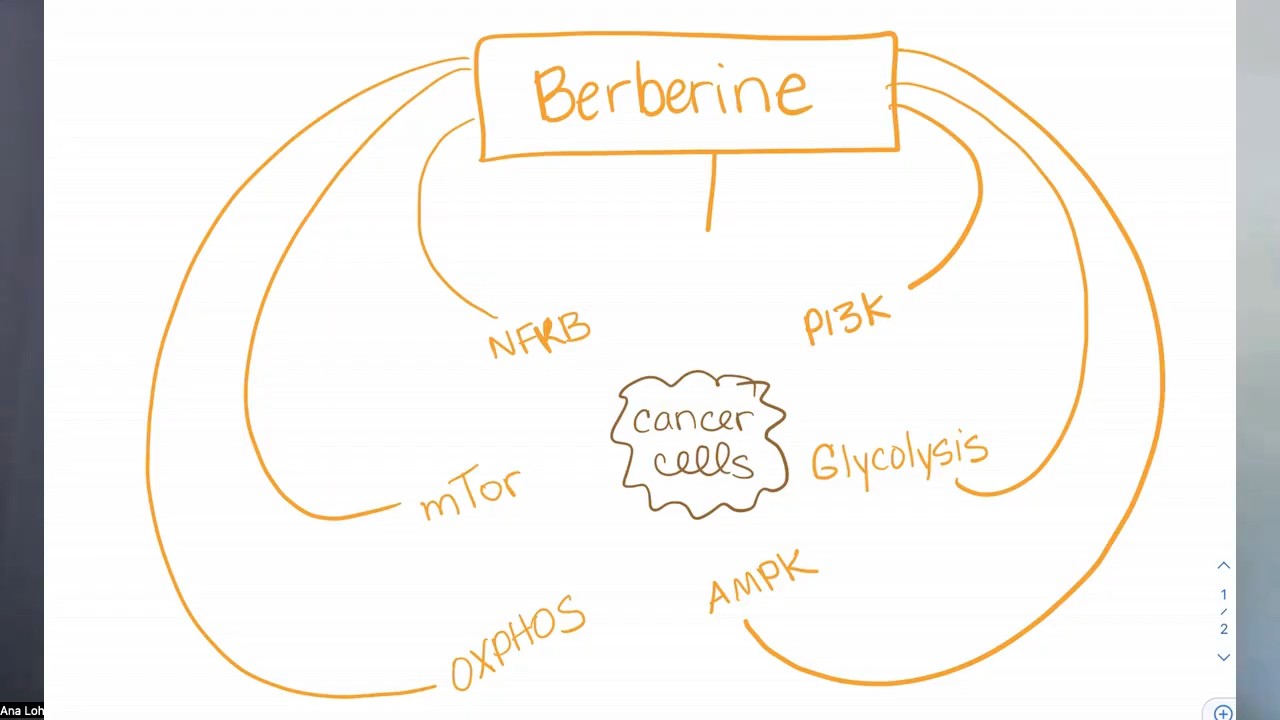 Berberine
NFKB
PI3K
cancer
cells
Glycolysis
mTor
AMPK
OXPHOS
1
/
2
Ana Loh